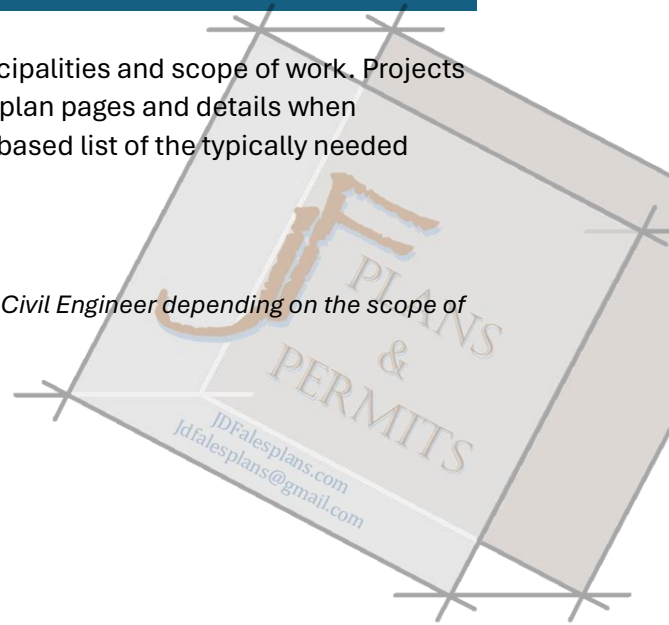 cipalities and scope of work. Projects
plan pages and details when
based list of the typically needed
Civil Engineer depending on the scope of
JF
PLANS
&
PERMITS
JDFalesplans.com
Jdfalesplans@gmail.com